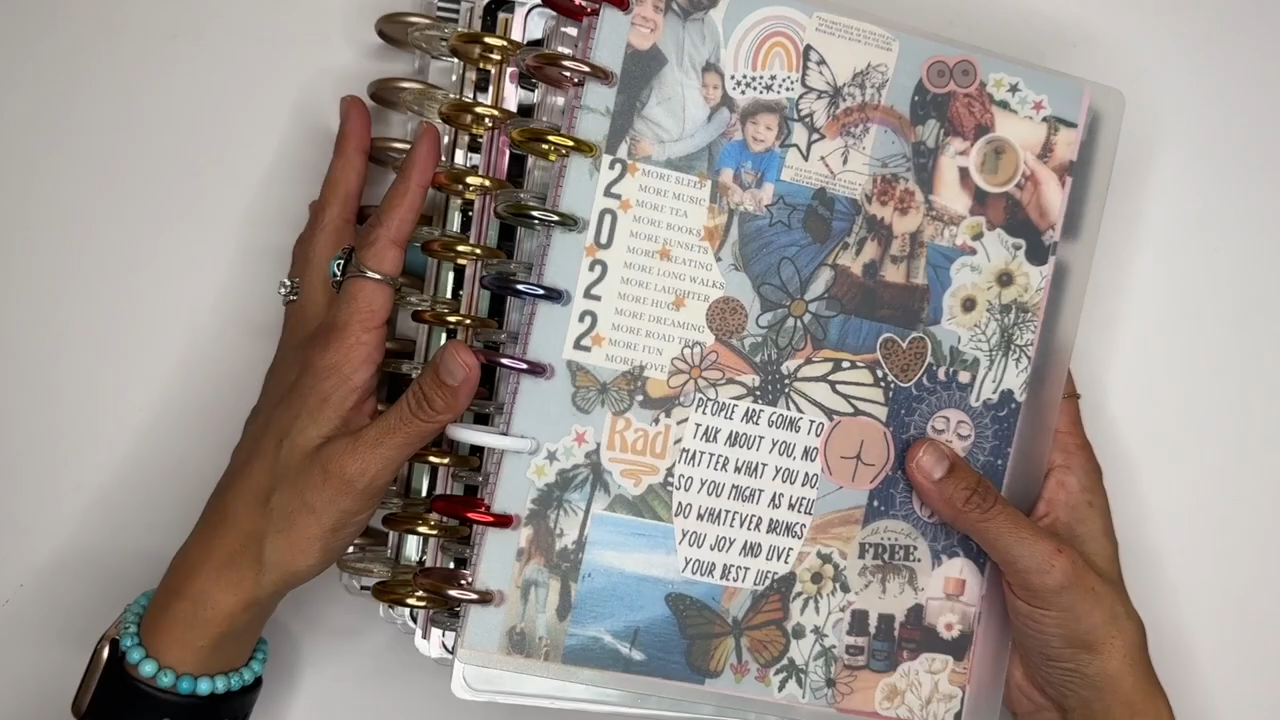 2022
MORE SLEEP
MORE MUSIC
MORE TEA
MORE BOOKS
MORE SUNSETS
MORE CREATING
MORE LONG WALKS
MORE LAUGHTER
MORE HUGS
MORE DREAMING
MORE ROAD TRIPS
MORE FUN
MORE LOVE
Rad
PEOPLE ARE GOING TO
TALK ABOUT YOU, NO
MATTER WHAT YOU DO
SO YOU MIGHT AS WELL
DO WHATEVER BRINGS
YOU JOY AND LIVE
YOUR BEST LIFE
wild, beautiful
AND
FREE.